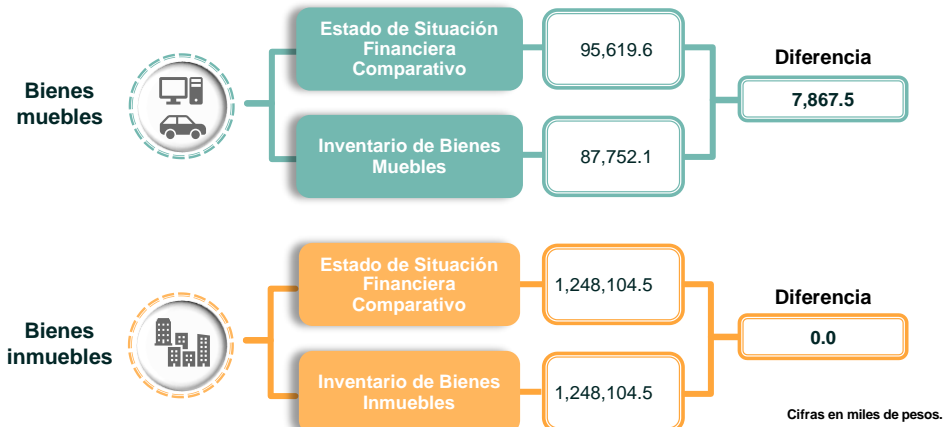 Bienes
muebles
Estado de Situación
Financiera
Comparativo
95,619.6
Inventario de Bienes
Muebles
87,752.1
Diferencia
7,867.5
Bienes
inmuebles
Estado de Situación
Financiera
Comparativo
1,248,104.5
Inventario de Bienes
Inmuebles
1,248,104.5
Diferencia
0.0
Cifras en miles de pesos.